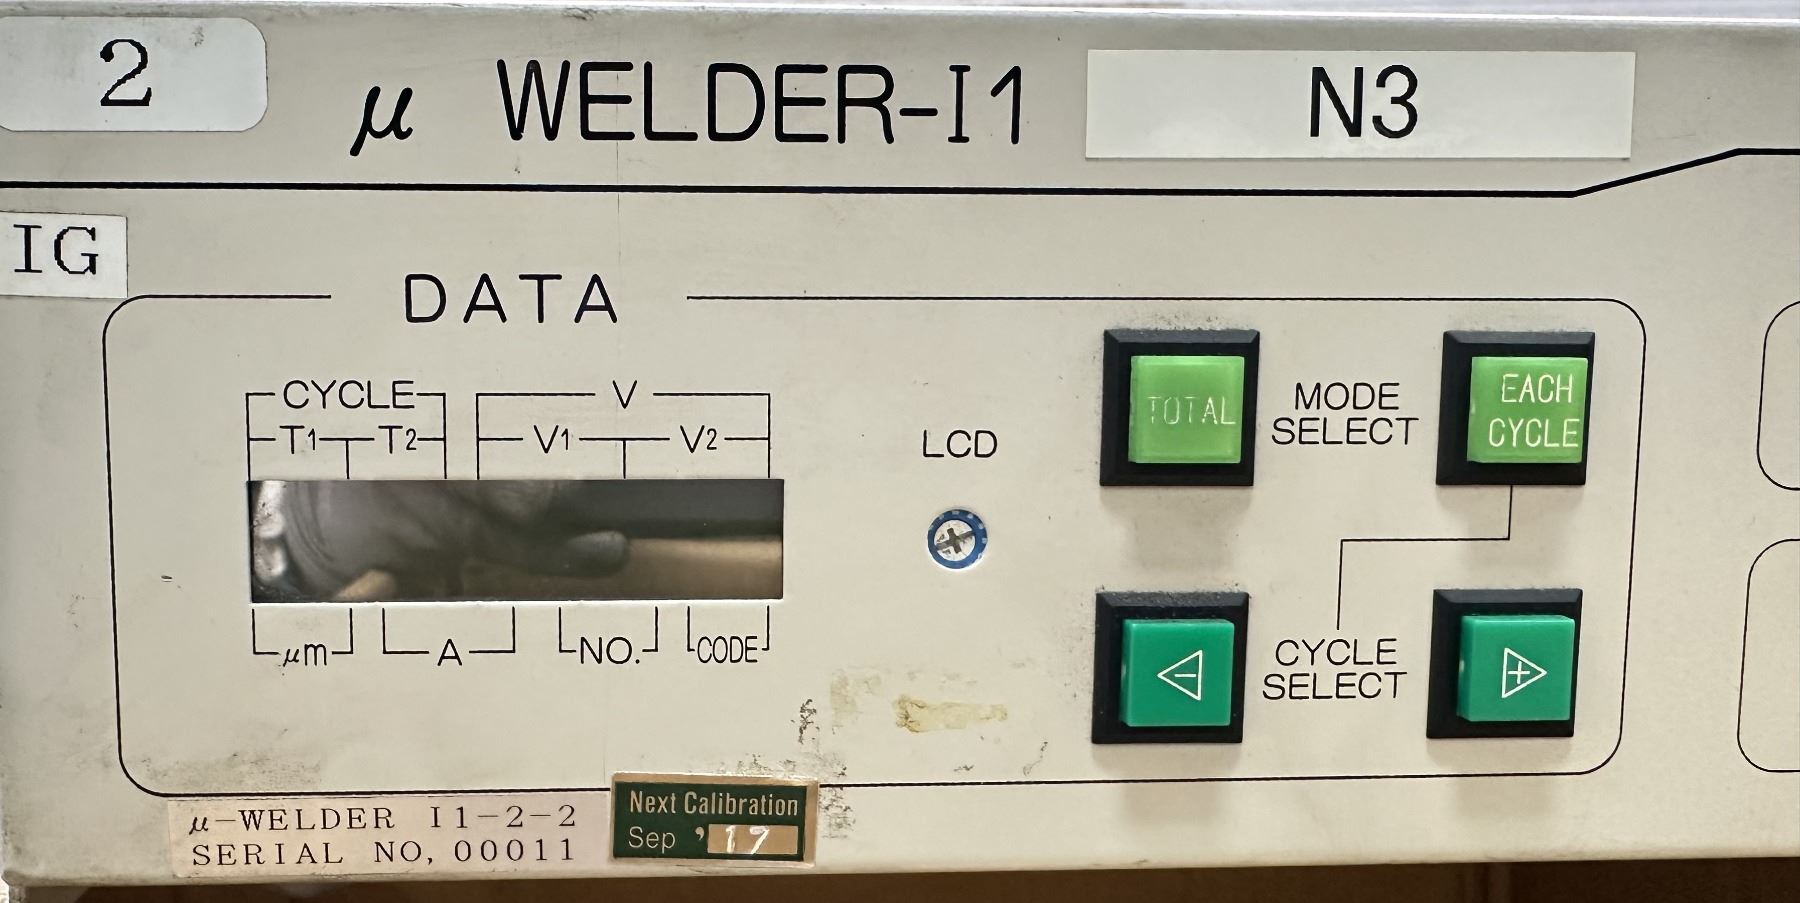 2
μ WELDER-I1
N3
IG
DATA
CYCLE
V
T1
T2
V1
V2
LCD
TOTAL
MODE
SELECT
EACH
CYCLE
μm
A
NO.
CODE
-
CYCLE
SELECT
+
μ-WELDER I1-2-2
SERIAL NO, 00011
Next Calibration
Sep '17